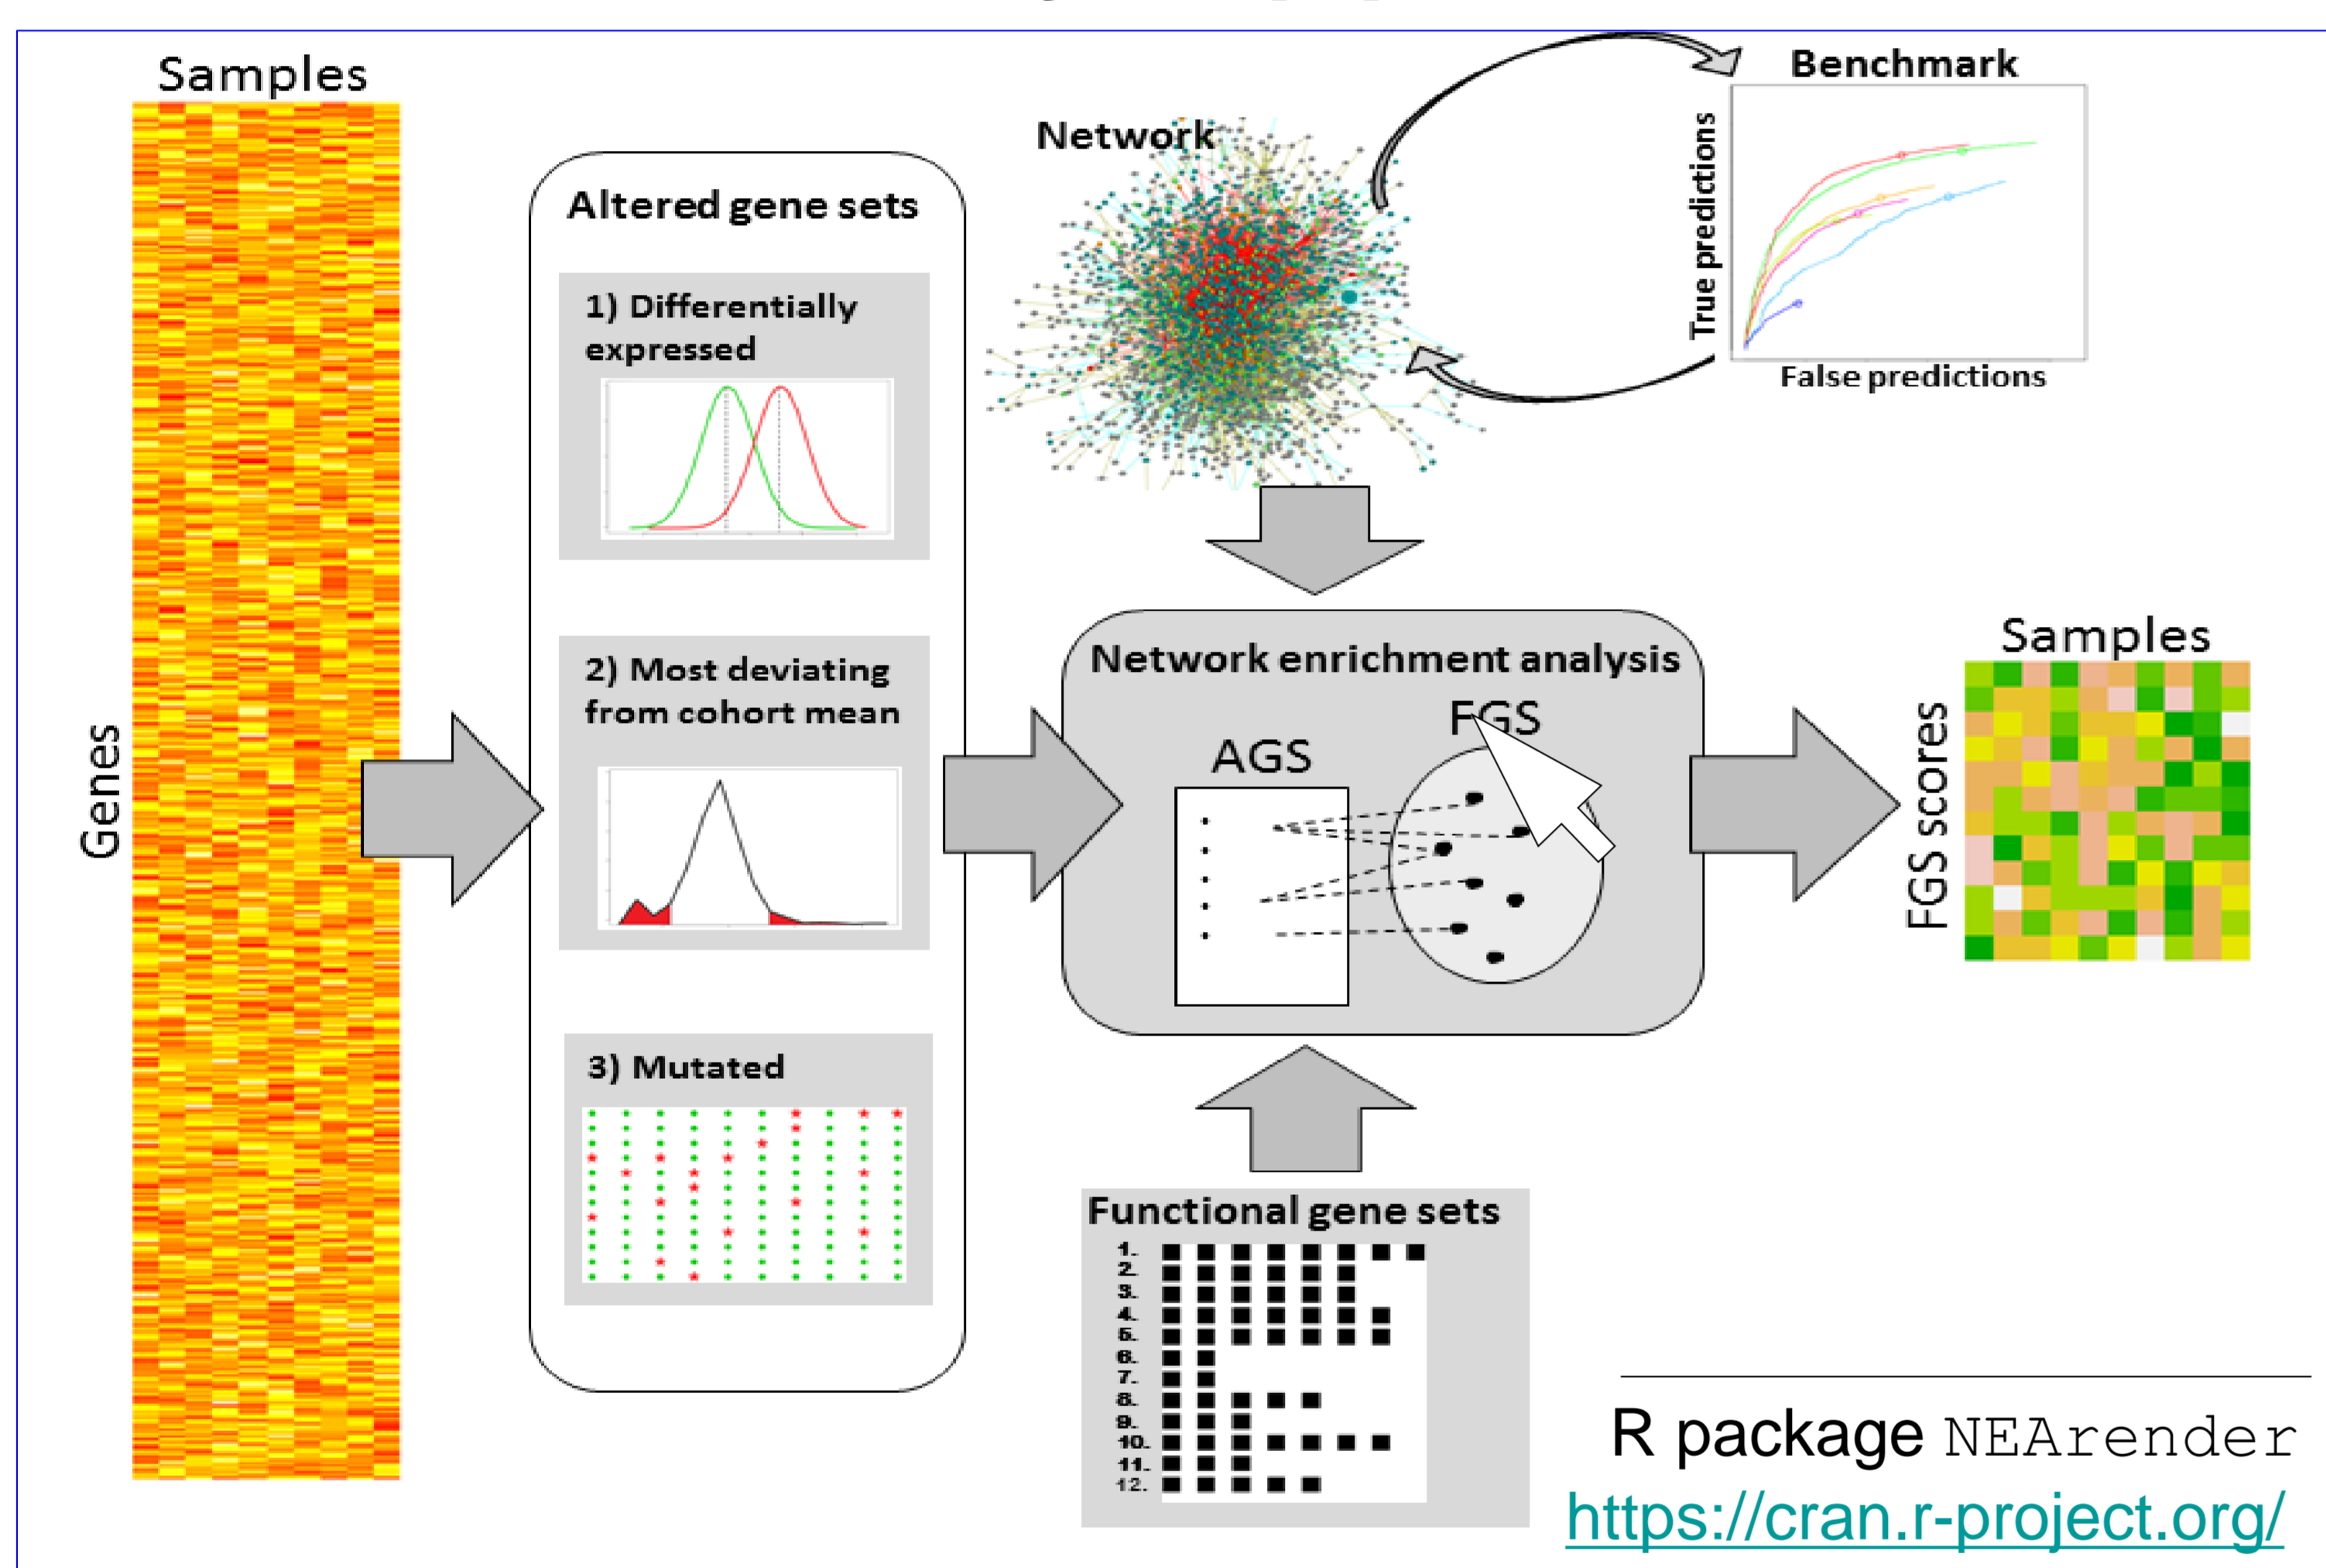 Samples
Genes
Altered gene sets
1) Differentially
expressed
2) Most deviating
from cohort mean
3) Mutated
Network
Benchmark
True predictions
False predictions
Network enrichment analysis
AGS
FGS
Functional gene sets
1.
2.
3.
4.
5.
6.
7.
8.
9.
10.
11.
12.
Samples
FGS scores
R package NEArender
https://cran.r-project.org/